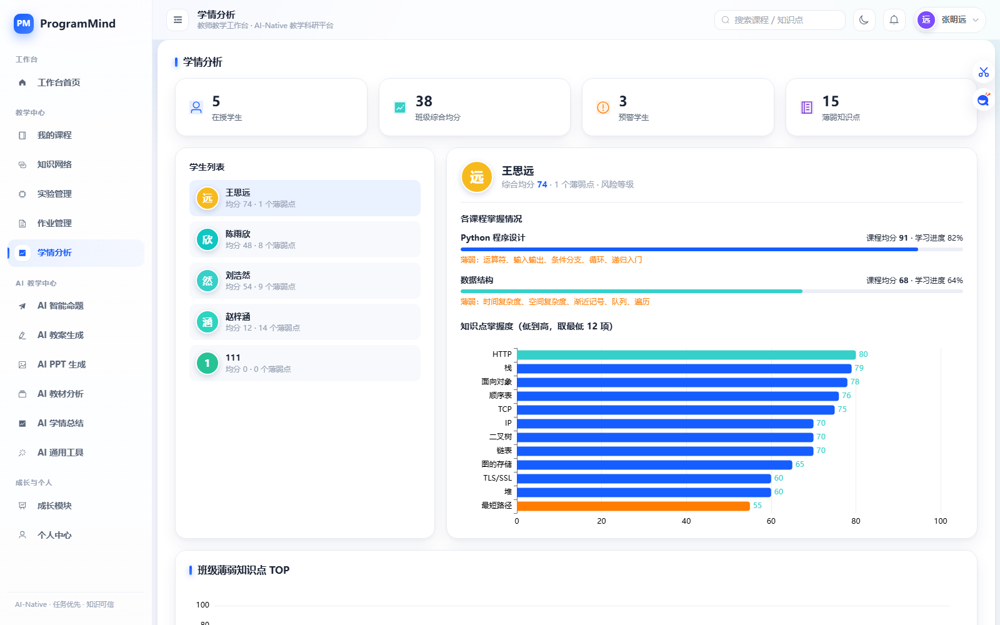 PM ProgramMind
工作台
工作台首页
教学中心
我的课程
知识网络
实验管理
作业管理
学情分析
AI 教学中心
AI 智能命题
AI 教案生成
AI PPT 生成
AI 教材分析
AI 学情总结
AI 通用工具
成长与个人
成长模块
个人中心
AI-Native · 任务优先 · 知识可信
学情分析
教师教学工作台 · AI-Native 教学科研平台
搜索课程 / 知识点
远 张明远
学情分析
5
在授学生
38
班级综合均分
3
预警学生
15
薄弱知识点
学生列表
远 王思远
均分 74 · 1 个薄弱点
欣 陈雨欣
均分 48 · 8 个薄弱点
然 刘浩然
均分 54 · 9 个薄弱点
涵 赵梓涵
均分 12 · 14 个薄弱点
1 111
均分 0 · 0 个薄弱点
远 王思远
综合均分 74 · 1 个薄弱点 · 风险等级
各课程掌握情况
Python 程序设计 课程均分 91 · 学习进度 82%
薄弱：运算符、输入输出、条件分支、循环、递归入门
数据结构 课程均分 68 · 学习进度 64%
薄弱：时间复杂度、空间复杂度、渐近记号、队列、遍历
知识点掌握度（低到高，取最低 12 项）
HTTP 80
栈 79
面向对象 78
顺序表 76
TCP 75
IP 70
二叉树 70
链表 70
图的存储 65
TLS/SSL 60
堆 60
最短路径 55
0 20 40 60 80 100
班级薄弱知识点 TOP
100
80